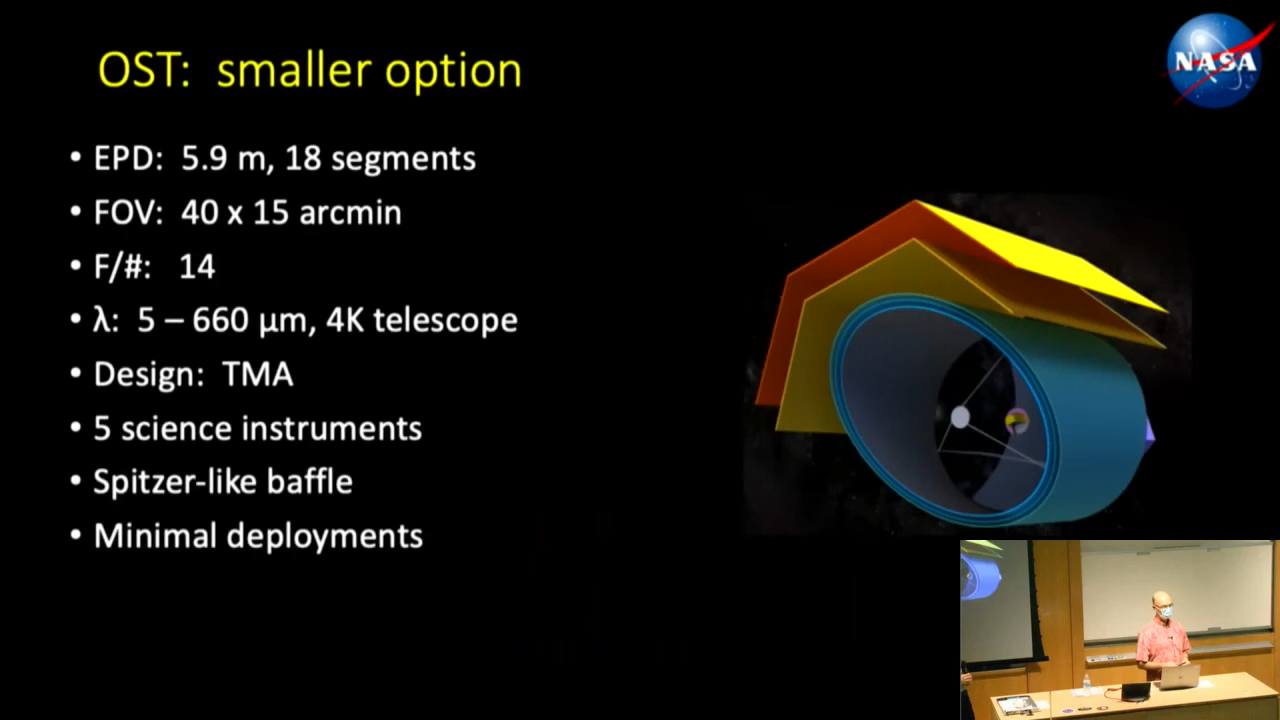 OST: smaller option
NASA
• EPD: 5.9 m, 18 segments
• FOV: 40 x 15 arcmin
• F/#: 14
• λ: 5 – 660 µm, 4K telescope
• Design: TMA
• 5 science instruments
• Spitzer-like baffle
• Minimal deployments